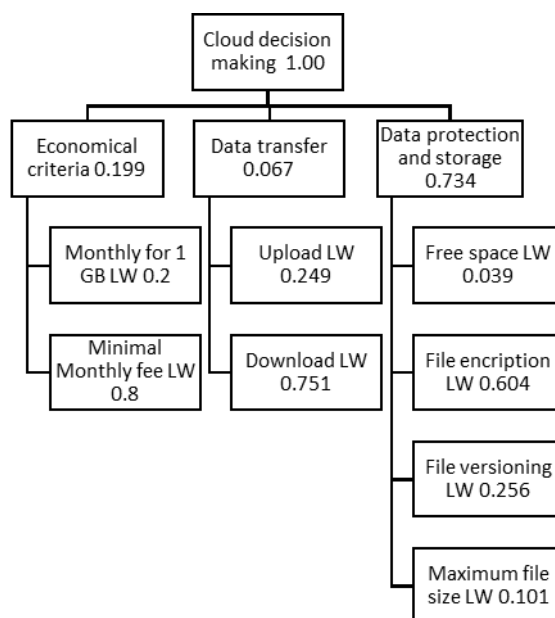 Cloud decision
making 1.00
Economical
criteria 0.199
Data transfer
0.067
Data protection
and storage
0.734
Monthly for 1
GB LW 0.2
Minimal
Monthly fee LW
0.8
Upload LW
0.249
Download LW
0.751
Free space LW
0.039
File encription
LW 0.604
File versioning
LW 0.256
Maximum file
size LW 0.101